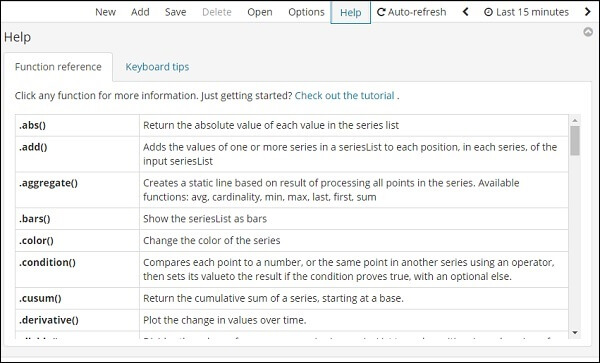 New Add Save Delete Open Options Help Auto-refresh Last 15 minutes
Help
Function reference Keyboard tips
Click any function for more information. Just getting started? Check out the tutorial .
.abs() Return the absolute value of each value in the series list
.add() Adds the values of one or more series in a seriesList to each position, in each series, of the
input seriesList
.aggregate() Creates a static line based on result of processing all points in the series. Available
functions: avg, cardinality, min, max, last, first, sum
.bars() Show the seriesList as bars
.color() Change the color of the series
.condition() Compares each point to a number, or the same point in another series using an operator,
then sets its valueto the result if the condition proves true, with an optional else.
.cusum() Return the cumulative sum of a series, starting at a base.
.derivative() Plot the change in values over time.